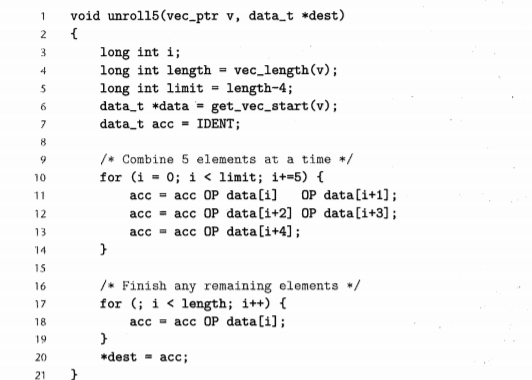 1 void unroll5(vec_ptr v, data_t *dest)
2 {
3 long int i;
4 long int length = vec_length(v);
5 long int limit = length-4;
6 data_t *data = get_vec_start(v);
7 data_t acc = IDENT;
8
9 /* Combine 5 elements at a time */
10 for (i = 0; i < limit; i+=5) {
11 acc = acc OP data[i] OP data[i+1];
12 acc = acc OP data[i+2] OP data[i+3];
13 acc = acc OP data[i+4];
14 }
15
16 /* Finish any remaining elements */
17 for (; i < length; i++) {
18 acc = acc OP data[i];
19 }
20 *dest = acc;
21 }